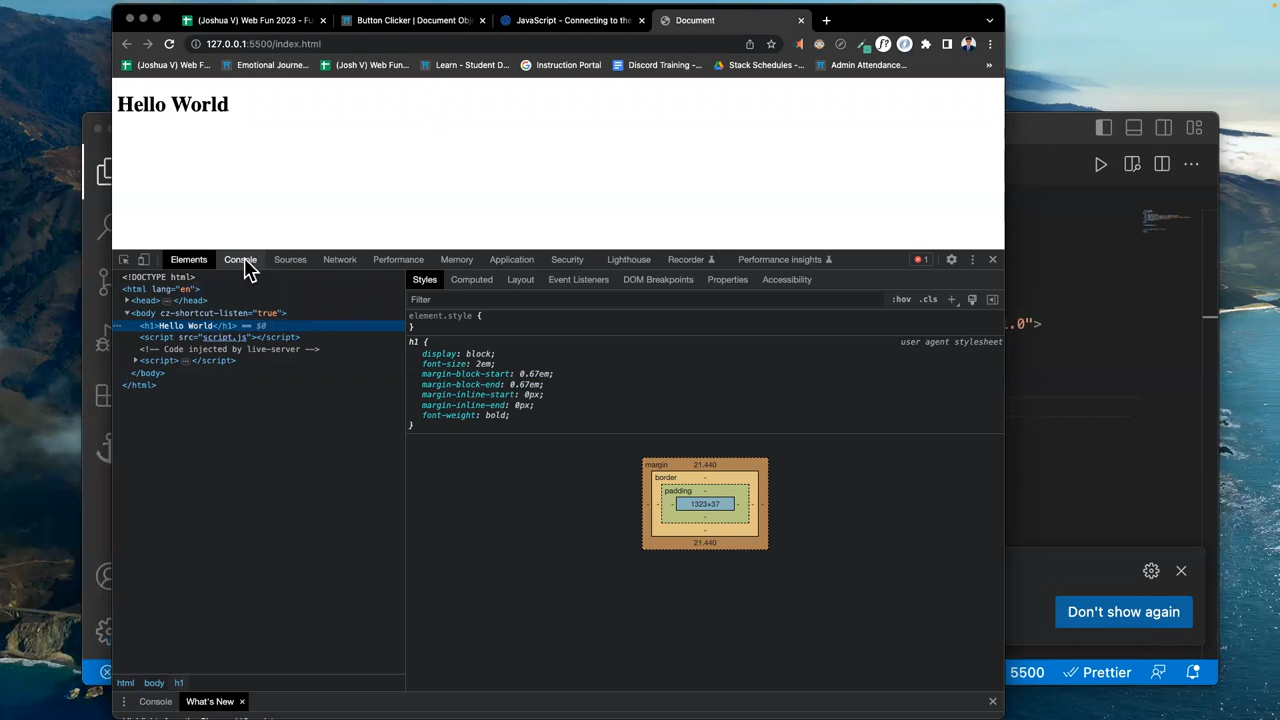 (Joshua V) Web Fun 2023 - Fu
Button Clicker | Document Obj
JavaScript - Connecting to the
Document
127.0.0.1:5500/index.html
(Joshua V) Web F...
Emotional Journe...
(Josh V) Web Fun...
Learn - Student D...
Instruction Portal
Discord Training -...
Stack Schedules -...
Admin Attendance...
»
Hello World
Elements
Console
Sources
Network
Performance
Memory
Application
Security
Lighthouse
Recorder
Performance insights
1
<!DOCTYPE html>
<html lang="en">
<head> … </head>
<body cz-shortcut-listen="true">
<h1>Hello World</h1> == $0
<script src="script.js"></script>
<!-- Code injected by live-server -->
<script> … </script>
</body>
</html>
Styles
Computed
Layout
Event Listeners
DOM Breakpoints
Properties
Accessibility
Filter
:hov .cls
element.style {
}
h1 {
user agent stylesheet
display: block;
font-size: 2em;
margin-block-start: 0.67em;
margin-block-end: 0.67em;
margin-inline-start: 0px;
margin-inline-end: 0px;
font-weight: bold;
}
margin 21.440
border -
padding -
- - - 1323×37 - - -
-
-
21.440
1.0">
Don't show again
5500
Prettier
html body h1
Console
What's New